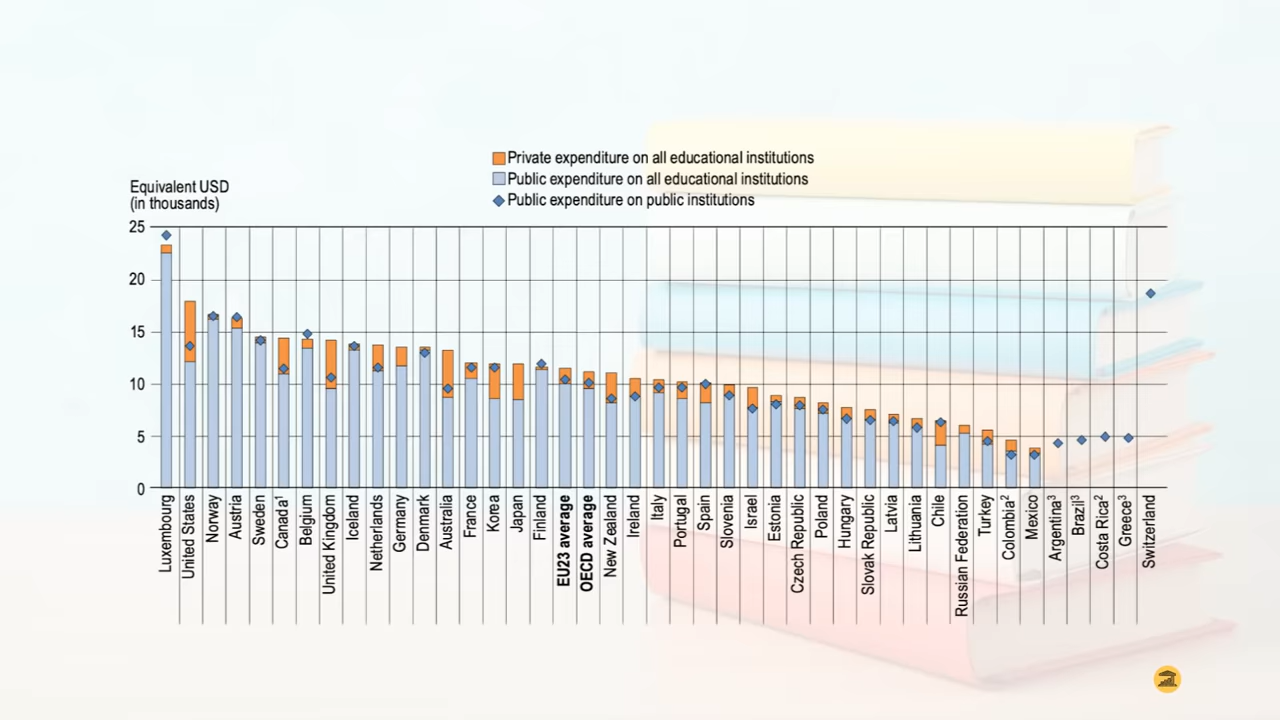 Private expenditure on all educational institutions
Public expenditure on all educational institutions
Public expenditure on public institutions
Equivalent USD
(in thousands)
25
20
15
10
5
0
Luxembourg
United States
Norway
Austria
Sweden
Canada¹
Belgium
United Kingdom
Iceland
Netherlands
Germany
Denmark
Australia
France
Korea
Japan
Finland
EU23 average
OECD average
New Zealand
Ireland
Italy
Portugal
Spain
Slovenia
Israel
Estonia
Czech Republic
Poland
Hungary
Slovak Republic
Latvia
Lithuania
Chile
Russian Federation
Turkey
Colombia²
Mexico
Argentina³
Brazil³
Costa Rica²
Greece³
Switzerland